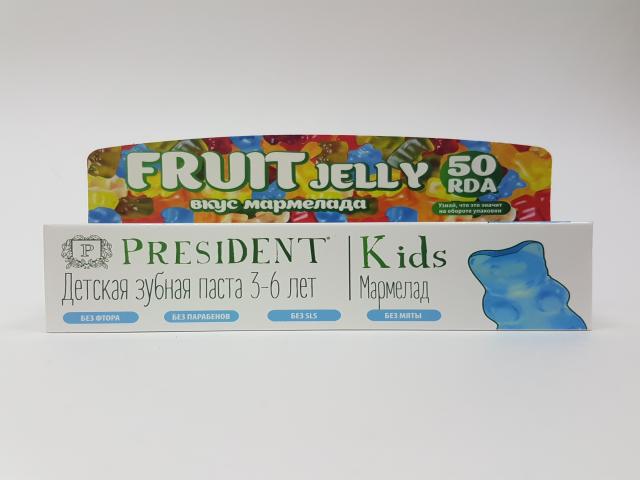 FRUIT JELLY
вкус мармелада
50
RDA
Узнай, что это значит
на обороте упаковки
P
PRESIDENT®
Kids
Детская зубная паста 3-6 лет
Мармелад
БЕЗ ФТОРА
БЕЗ ПАРАБЕНОВ
БЕЗ SLS
БЕЗ МЯТЫ